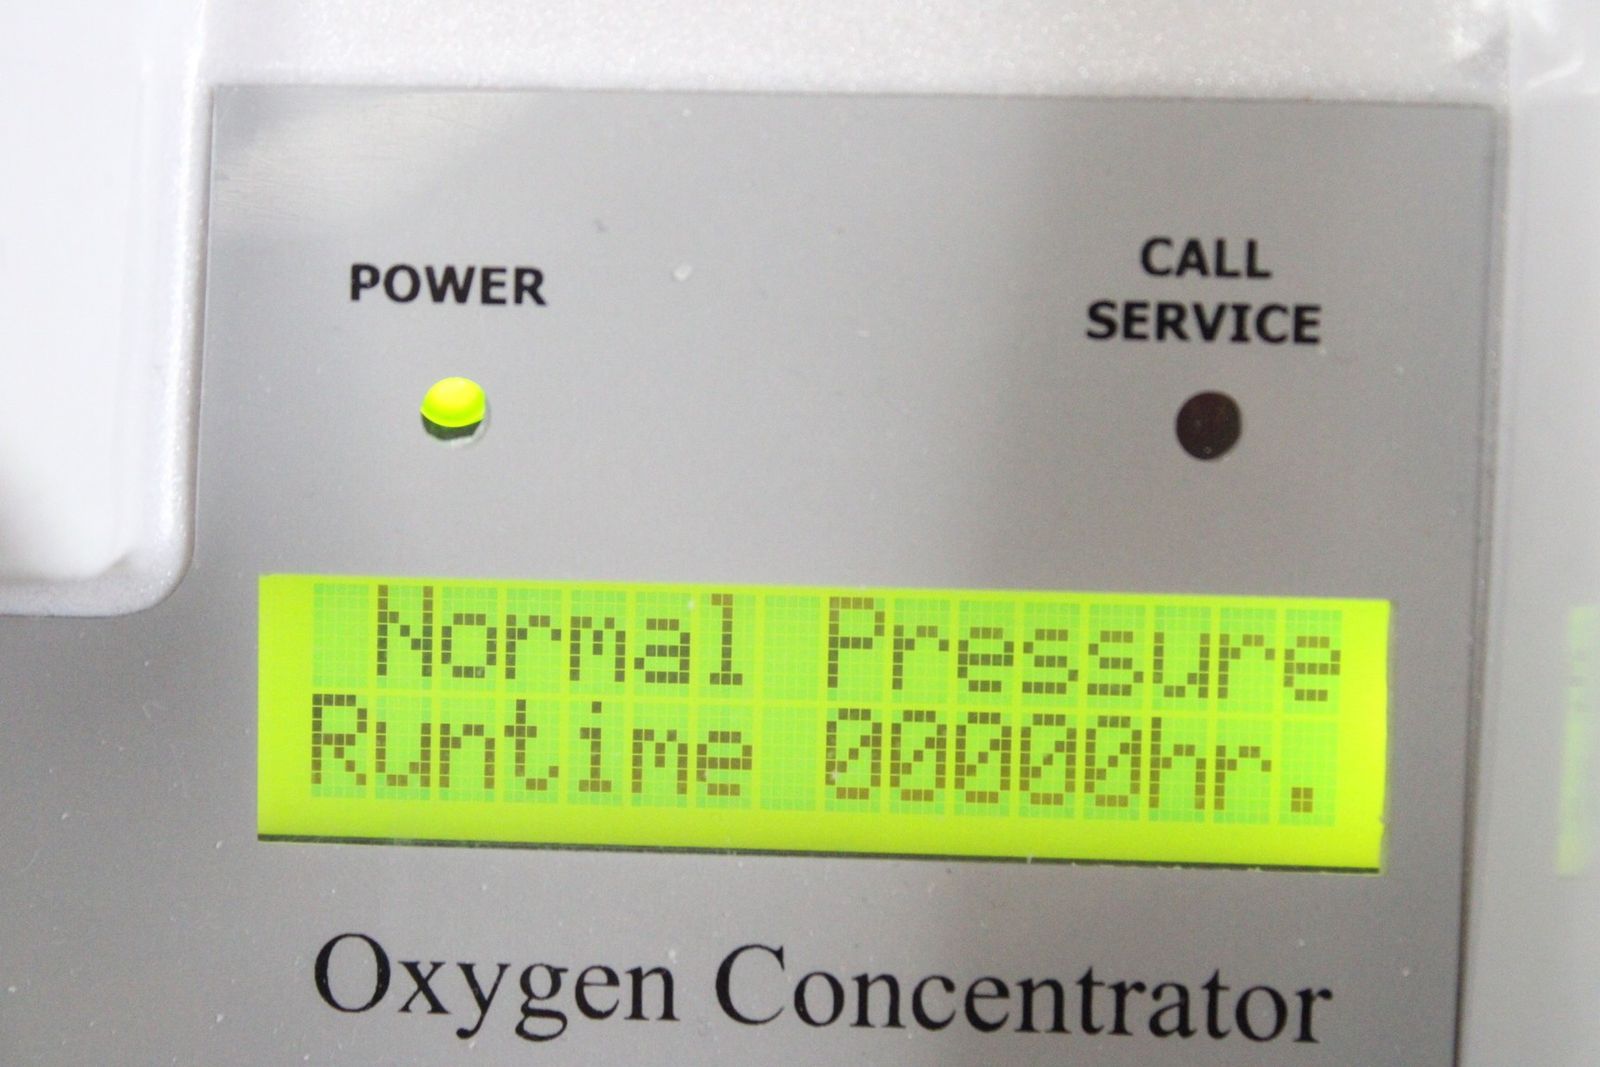 POWER
CALL
SERVICE
Normal Pressure
Runtime 00000hr.
Oxygen Concentrator